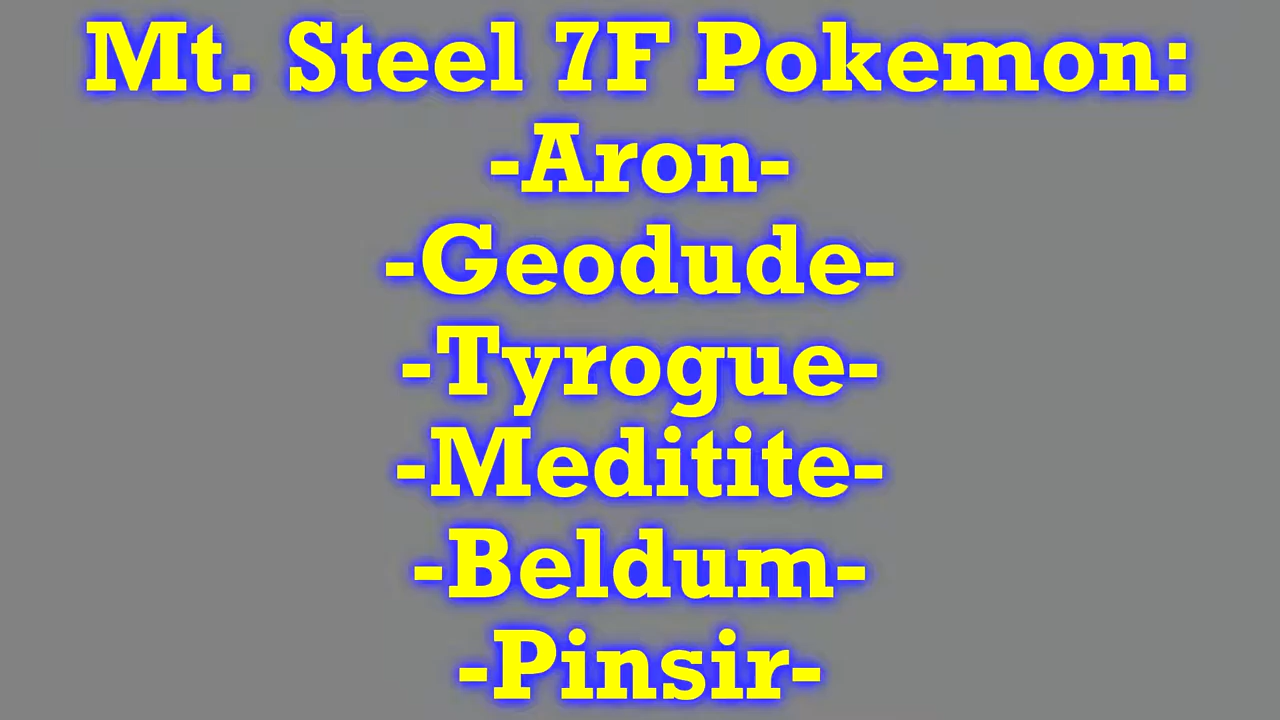 Mt. Steel 7F Pokemon:
-Aron-
-Geodude-
-Tyrogue-
-Meditite-
-Beldum-
-Pinsir-